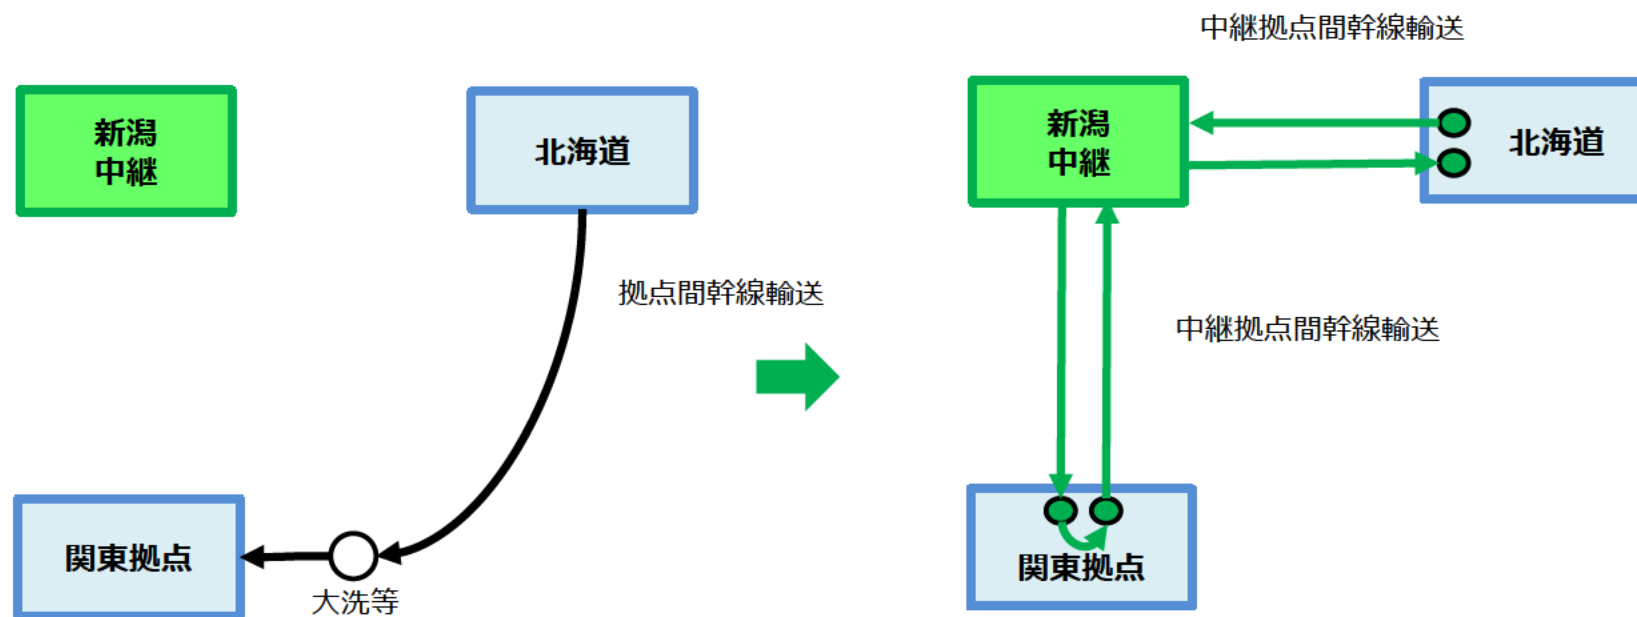 新潟
中継
北海道
拠点間幹線輸送
関東拠点
大洗等
中継拠点間幹線輸送
新潟
中継
北海道
中継拠点間幹線輸送
関東拠点